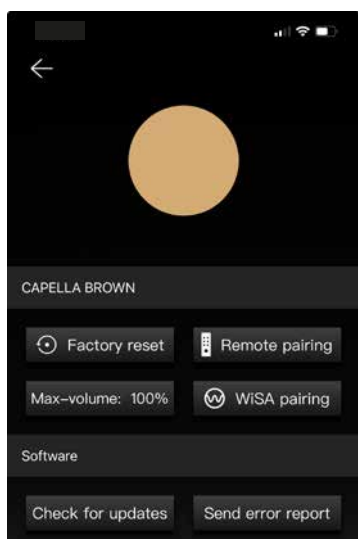 CAPELLA BROWN
Factory reset Remote pairing
Max-volume: 100% WiSA pairing
Software
Check for updates Send error report